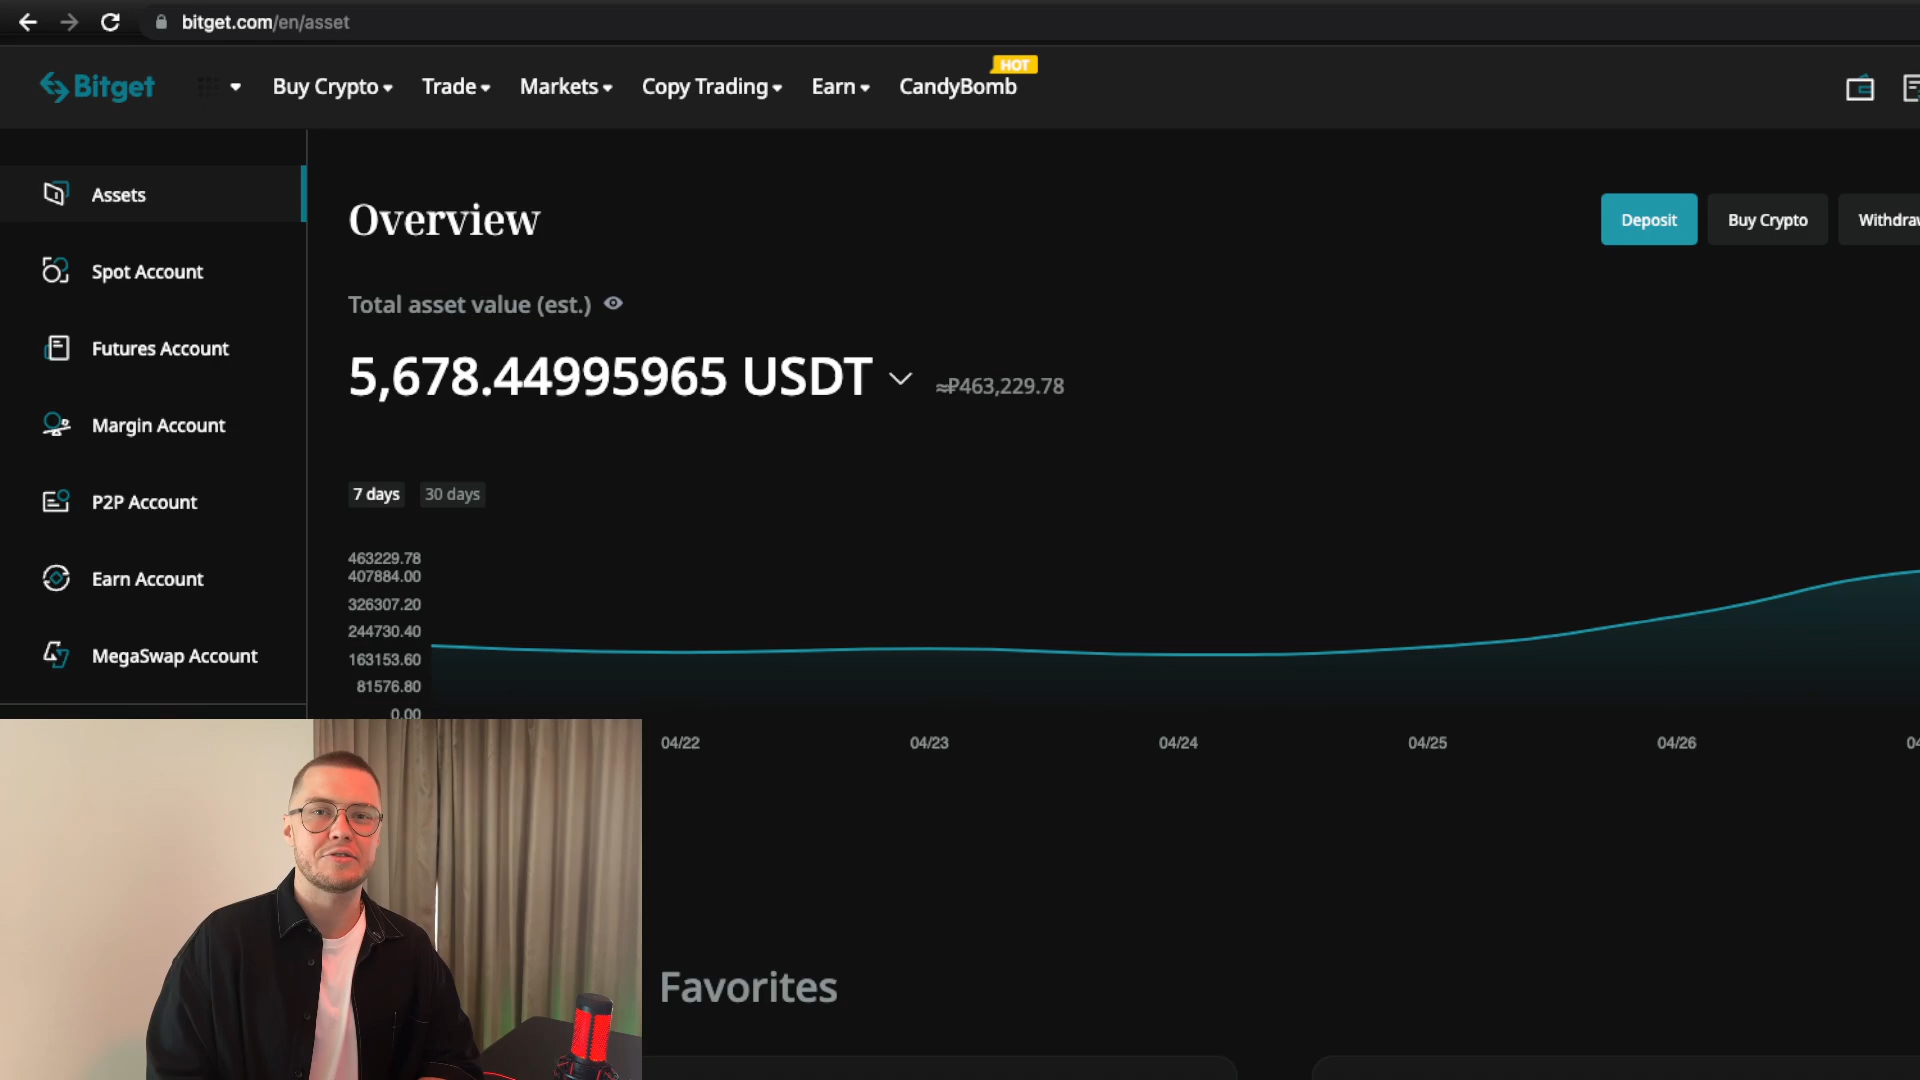 bitget.com/en/asset
Bitget
Buy Crypto
Trade
Markets
Copy Trading
Earn
CandyBomb
HOT
Assets
Spot Account
Futures Account
Margin Account
P2P Account
Earn Account
MegaSwap Account
Overview
Deposit
Buy Crypto
Withdraw
Total asset value (est.)
5,678.44995965 USDT
≈₽463,229.78
7 days
30 days
463229.78
407884.00
326307.20
244730.40
163153.60
81576.80
0.00
04/22
04/23
04/24
04/25
04/26
Favorites